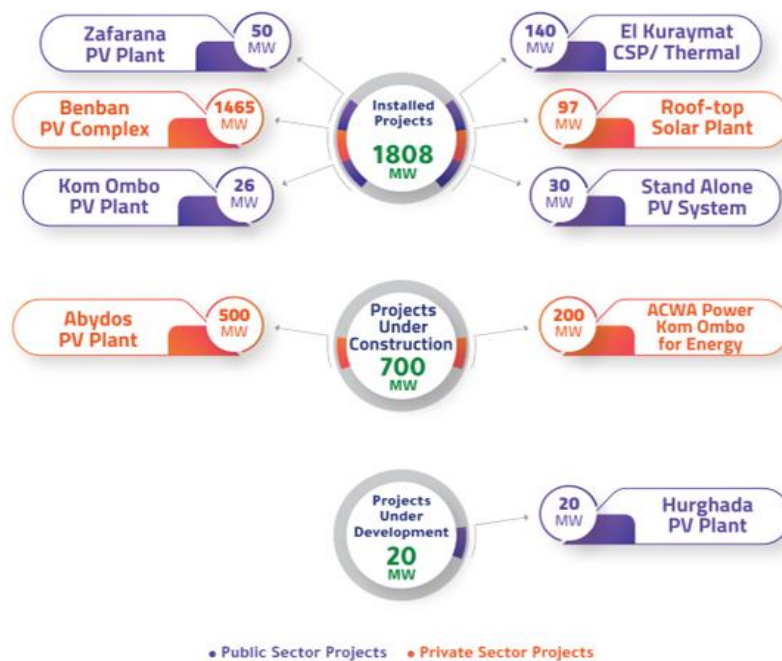 Zafarana
PV Plant
50
MW
140
MW
El Kuraymat
CSP/ Thermal
Benban
PV Complex
1465
MW
Installed
Projects
1808
MW
97
MW
Roof-top
Solar Plant
Kom Ombo
PV Plant
26
MW
30
MW
Stand Alone
PV System
Abydos
PV Plant
500
MW
Projects
Under
Construction
700
MW
200
MW
ACWA Power
Kom Ombo
for Energy
Projects
Under
Development
20
MW
20
MW
Hurghada
PV Plant
• Public Sector Projects • Private Sector Projects